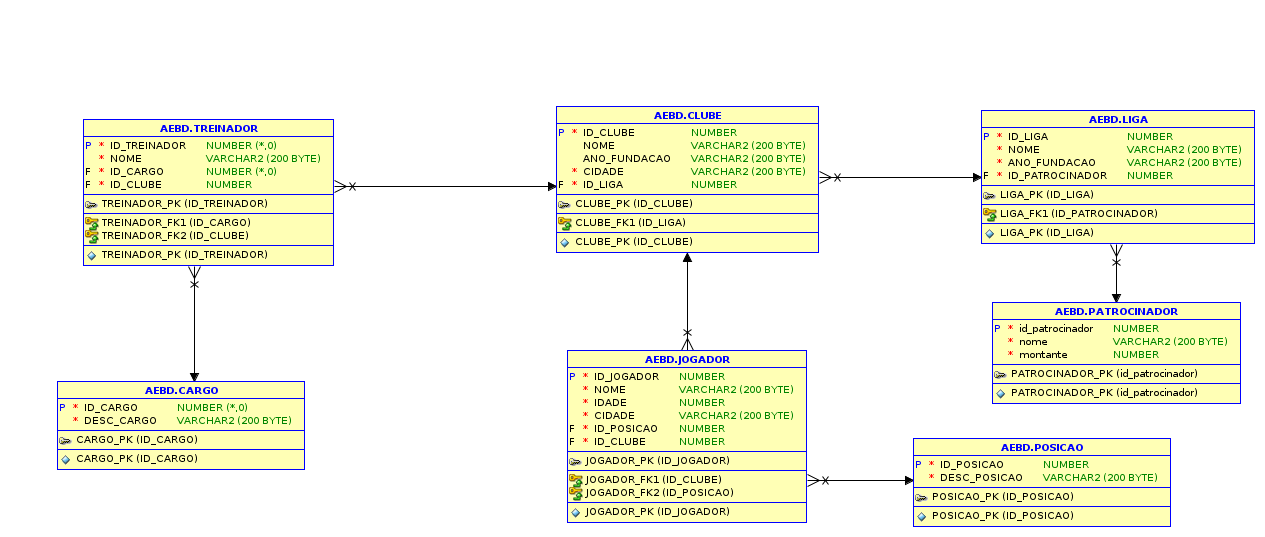 AEBD.TREINADOR
P * ID_TREINADOR NUMBER (*,0)
* NOME VARCHAR2 (200 BYTE)
F * ID_CARGO NUMBER (*,0)
F * ID_CLUBE NUMBER
TREINADOR_PK (ID_TREINADOR)
TREINADOR_FK1 (ID_CARGO)
TREINADOR_FK2 (ID_CLUBE)
TREINADOR_PK (ID_TREINADOR)
AEBD.CLUBE
P * ID_CLUBE NUMBER
NOME VARCHAR2 (200 BYTE)
ANO_FUNDACAO VARCHAR2 (200 BYTE)
* CIDADE VARCHAR2 (200 BYTE)
F * ID_LIGA NUMBER
CLUBE_PK (ID_CLUBE)
CLUBE_FK1 (ID_LIGA)
CLUBE_PK (ID_CLUBE)
AEBD.LIGA
P * ID_LIGA NUMBER
* NOME VARCHAR2 (200 BYTE)
* ANO_FUNDACAO VARCHAR2 (200 BYTE)
F * ID_PATROCINADOR NUMBER
LIGA_PK (ID_LIGA)
LIGA_FK1 (ID_PATROCINADOR)
LIGA_PK (ID_LIGA)
AEBD.PATROCINADOR
P * id_patrocinador NUMBER
* nome VARCHAR2 (200 BYTE)
* montante NUMBER
PATROCINADOR_PK (id_patrocinador)
PATROCINADOR_PK (id_patrocinador)
AEBD.CARGO
P * ID_CARGO NUMBER (*,0)
* DESC_CARGO VARCHAR2 (200 BYTE)
CARGO_PK (ID_CARGO)
CARGO_PK (ID_CARGO)
AEBD.JOGADOR
P * ID_JOGADOR NUMBER
* NOME VARCHAR2 (200 BYTE)
* IDADE NUMBER
* CIDADE VARCHAR2 (200 BYTE)
F * ID_POSICAO NUMBER
F * ID_CLUBE NUMBER
JOGADOR_PK (ID_JOGADOR)
JOGADOR_FK1 (ID_CLUBE)
JOGADOR_FK2 (ID_POSICAO)
JOGADOR_PK (ID_JOGADOR)
AEBD.POSICAO
P * ID_POSICAO NUMBER
* DESC_POSICAO VARCHAR2 (200 BYTE)
POSICAO_PK (ID_POSICAO)
POSICAO_PK (ID_POSICAO)